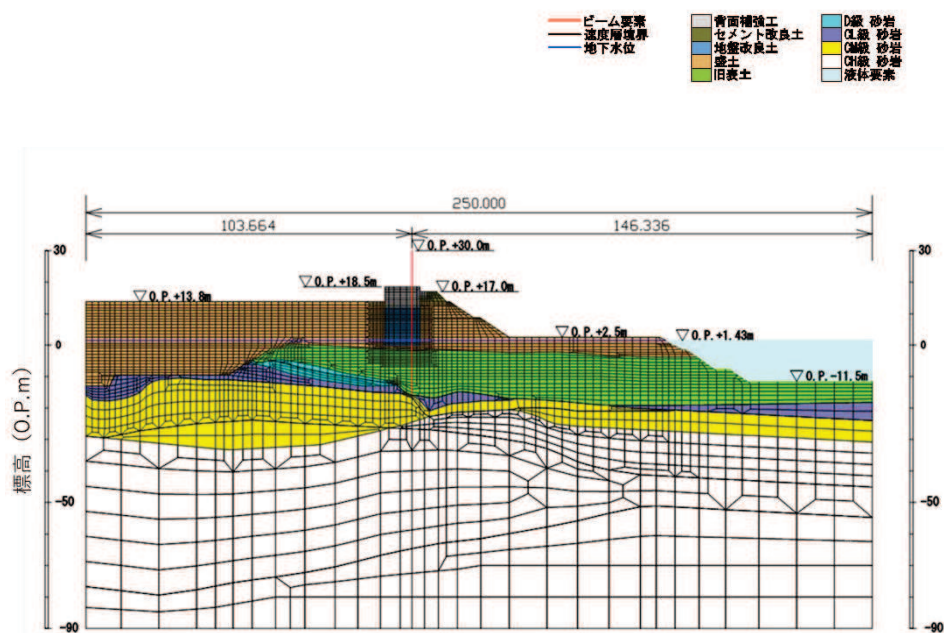 ビーム要素
速度層境界
地下水位
背面補強工
セメント改良土
地盤改良土
盛土
旧表土
D級 砂岩
CL級 砂岩
CM級 砂岩
CH級 砂岩
液体要素
250.000
103.664
146.336
▽ O.P.+30.0m
▽ O.P.+18.5m
▽ O.P.+17.0m
▽ O.P.+13.8m
▽ O.P.+2.5m
▽ O.P.+1.43m
▽ O.P.-11.5m
標高 (O.P.m)
30
0
-50
-90
30
0
-50
-90